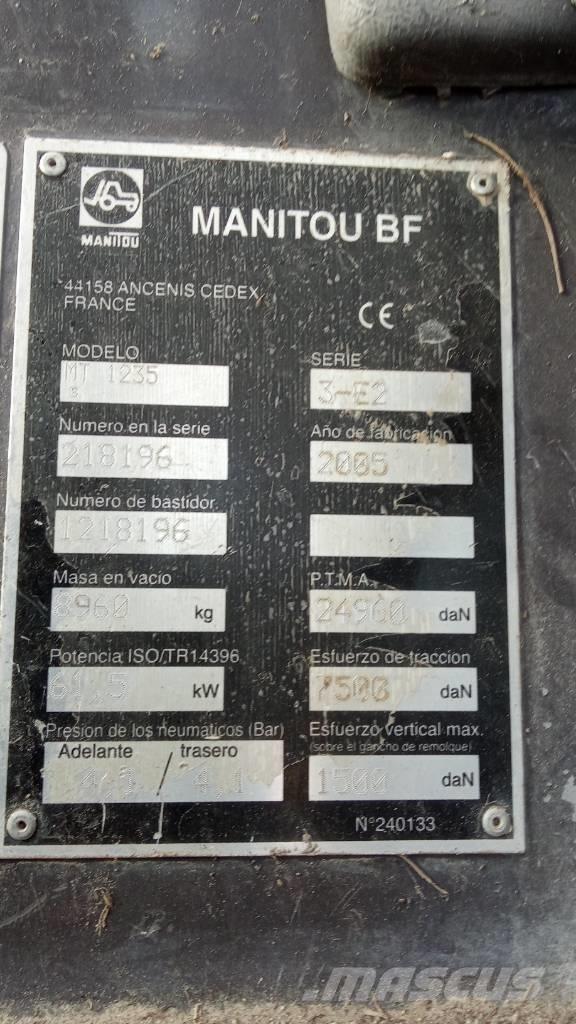 MANITOU
MANITOU BF
44158 ANCENIS CEDEX
FRANCE
CE
MODELO
MT 1235
S
SERIE
3-E2
Numero en la serie
218196
Año de fabricacion
2005
Numero de bastidor
1218196
Masa en vacio
8960 kg
P.T.M.A.
24960 daN
Potencia ISO/TR14396
61.5 kW
Esfuerzo de traccion
7500 daN
Presion de los neumaticos (Bar)
Adelante / trasero
Esfuerzo vertical max.
(sobre el gancho de remolque)
1500 daN
N°240133
MASCUS